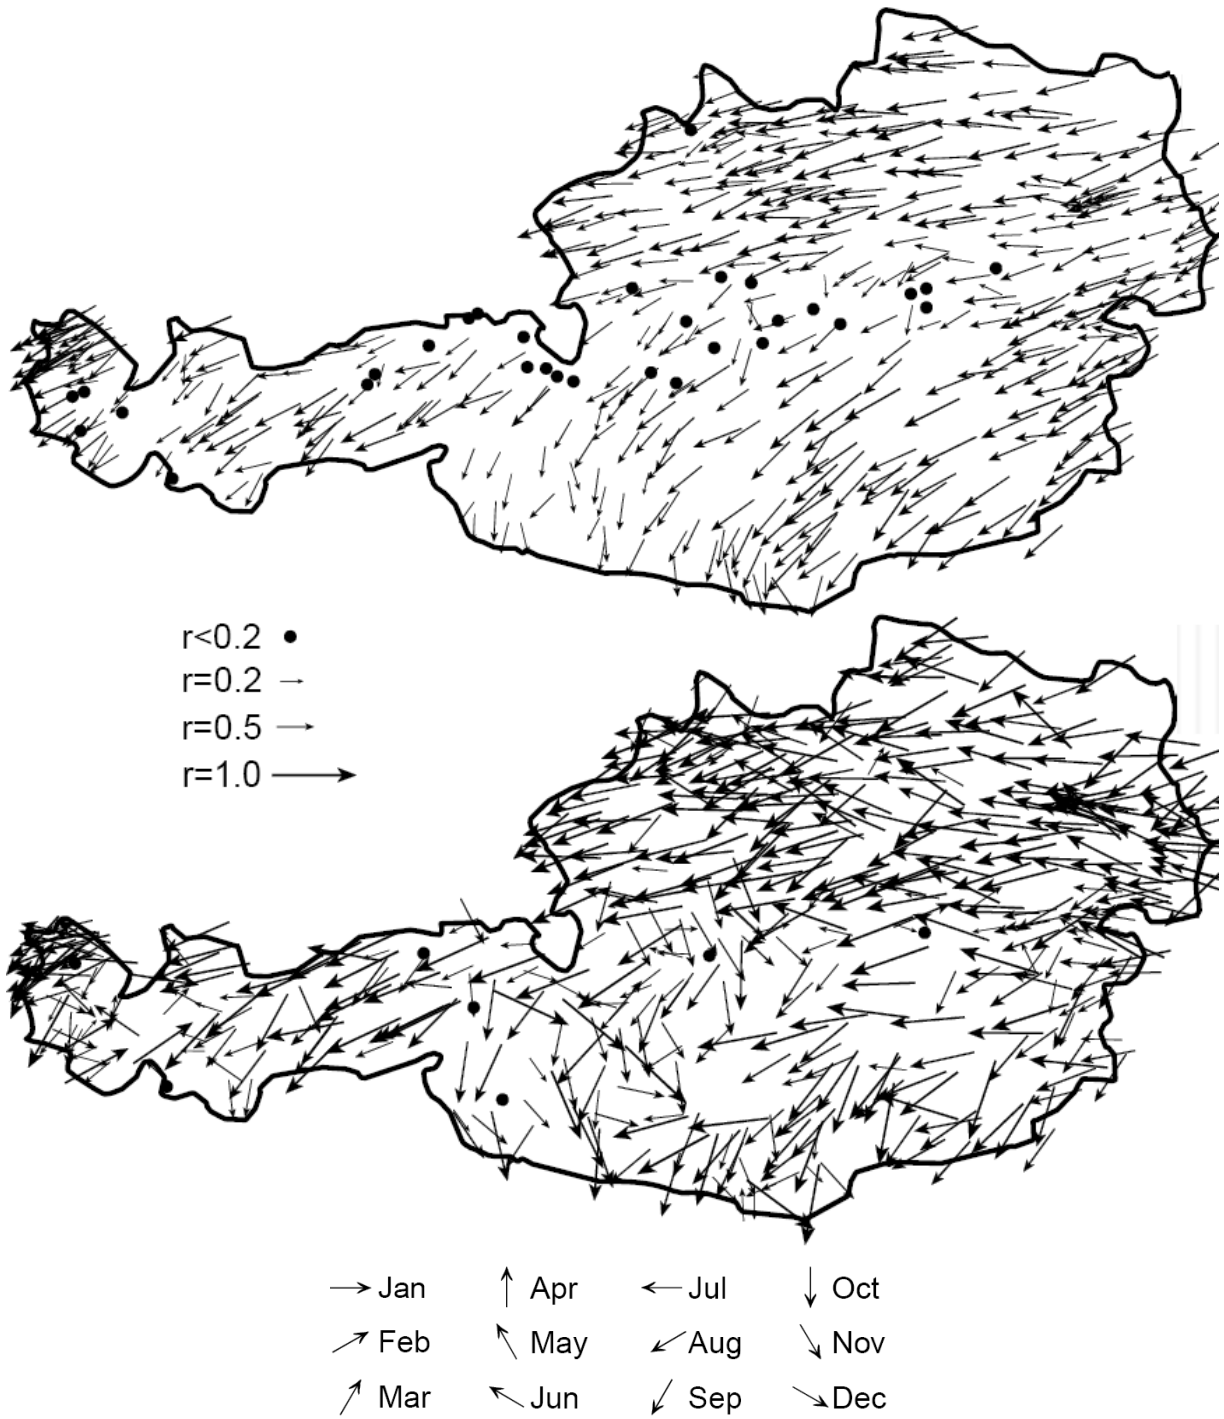 r<0.2
r=0.2
r=0.5
r=1.0
Jan Apr Jul Oct
Feb May Aug Nov
Mar Jun Sep Dec